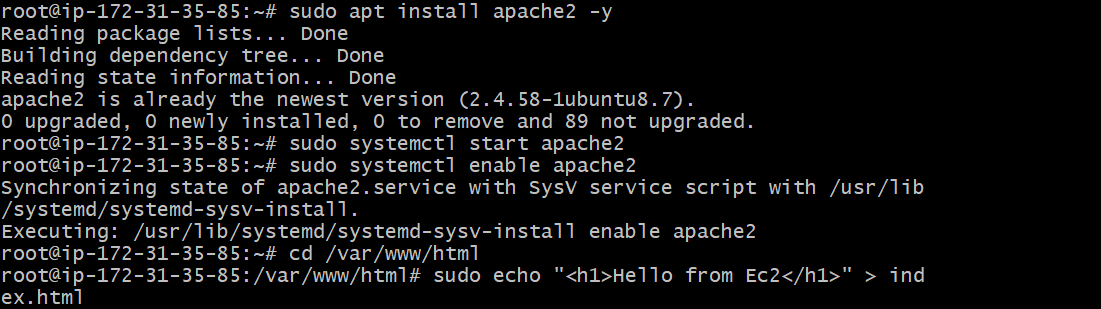 root@ip-172-31-35-85:~# sudo apt install apache2 -y
Reading package lists... Done
Building dependency tree... Done
Reading state information... Done
apache2 is already the newest version (2.4.58-1ubuntu8.7).
0 upgraded, 0 newly installed, 0 to remove and 89 not upgraded.
root@ip-172-31-35-85:~# sudo systemctl start apache2
root@ip-172-31-35-85:~# sudo systemctl enable apache2
Synchronizing state of apache2.service with SysV service script with /usr/lib
/systemd/systemd-sysv-install.
Executing: /usr/lib/systemd/systemd-sysv-install enable apache2
root@ip-172-31-35-85:~# cd /var/www/html
root@ip-172-31-35-85:/var/www/html# sudo echo "<h1>Hello from Ec2</h1>" > ind
ex.html